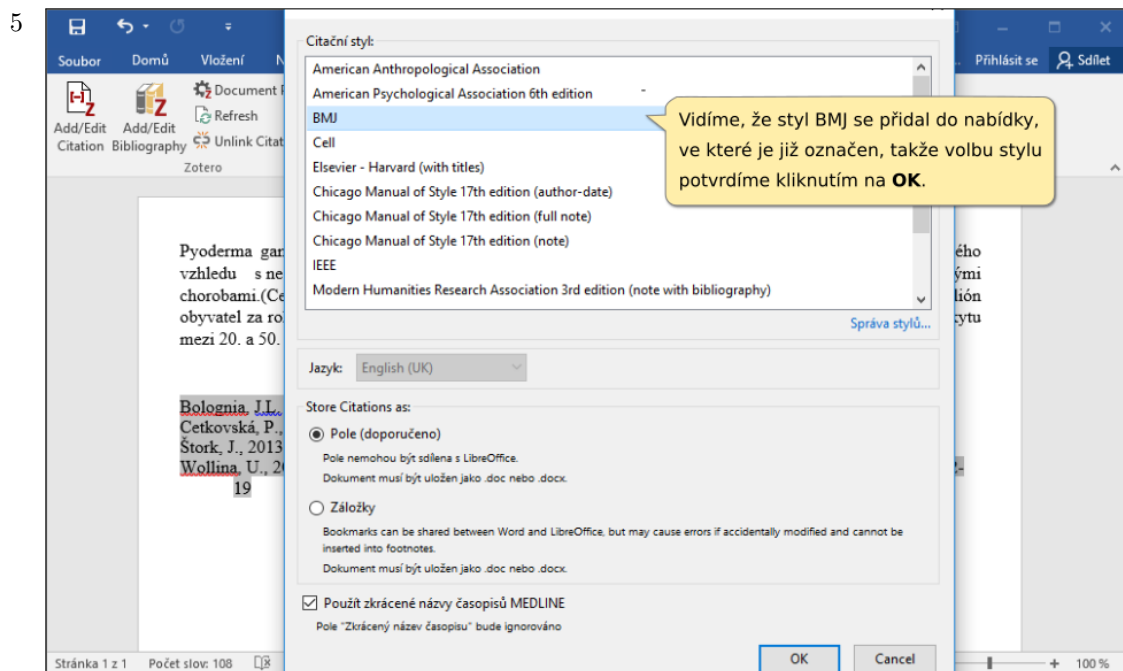 5
Soubor Domů Vložení N
Přihlásit se Sdílet
Add/Edit Citation
Add/Edit Bibliography
Document P
Refresh
Unlink Citat
Zotero
Citační styl:
American Anthropological Association
American Psychological Association 6th edition
BMJ
Cell
Elsevier - Harvard (with titles)
Chicago Manual of Style 17th edition (author-date)
Chicago Manual of Style 17th edition (full note)
Chicago Manual of Style 17th edition (note)
IEEE
Modern Humanities Research Association 3rd edition (note with bibliography)
Správa stylů...
Vidíme, že styl BMJ se přidal do nabídky,
ve které je již označen, takže volbu stylu
potvrdíme kliknutím na OK.
Jazyk: English (UK)
Store Citations as:
Pole (doporučeno)
Pole nemohou být sdílena s LibreOffice.
Dokument musí být uložen jako .doc nebo .docx.
Záložky
Bookmarks can be shared between Word and LibreOffice, but may cause errors if accidentally modified and cannot be
inserted into footnotes.
Dokument musí být uložen jako .doc nebo .docx.
Použít zkrácené názvy časopisů MEDLINE
Pole "Zkrácený název časopisu" bude ignorováno
OK Cancel
Pyoderma gan ého
vzhledu s ne ými
chorobami.(Ce lión
obyvatel za ro kytu
mezi 20. a 50.
Bolognia, J.L.
Cetkovská, P.,
Štork, J., 2013
Wollina, U., 20
19
Stránka 1 z 1 Počet slov: 108
100 %